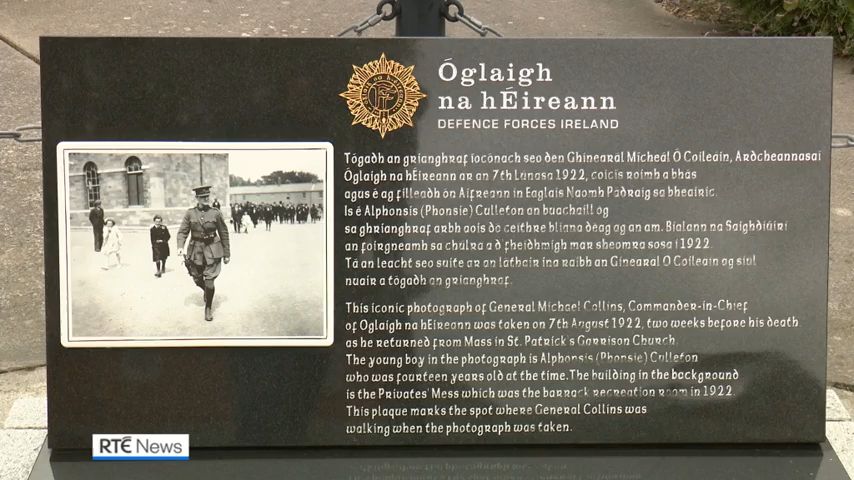 Óglaigh
na hÉireann
DEFENCE FORCES IRELAND
Tógadh an grianghraf íocónach seo den Ghinearal Mícheál Ó Coileáin, Ardcheannasaí
Óglaigh na hÉireann ar an 7th Lúnasa 1922, coicís roimh a bhás
agus é ag filleadh ón Aifreann in Eaglais Naomh Pádraig sa bheairic.
Is é Alphonsis (Phonsie) Culleton an buachaill óg
sa ghrianghraf arbh aois dó ceithre bliana déag ag an am. Bialann na Saighdiúirí
an foirgneamh sa chúlra a d'fheidhmigh mar sheomra sosa i 1922.
Tá an leacht seo suite ar an láthair ina raibh an Ginearal Ó Coileáin ag siúl
nuair a tógadh an grianghraf.
This iconic photograph of General Michael Collins, Commander-in-Chief
of Óglaigh na hÉireann was taken on 7th August 1922, two weeks before his death
as he returned from Mass in St. Patrick's Garrison Church.
The young boy in the photograph is Alphonsis (Phonsie) Culleton
who was fourteen years old at the time. The building in the background
is the Privates' Mess which was the barrack recreation room in 1922.
This plaque marks the spot where General Collins was
walking when the photograph was taken.
RTÉ News